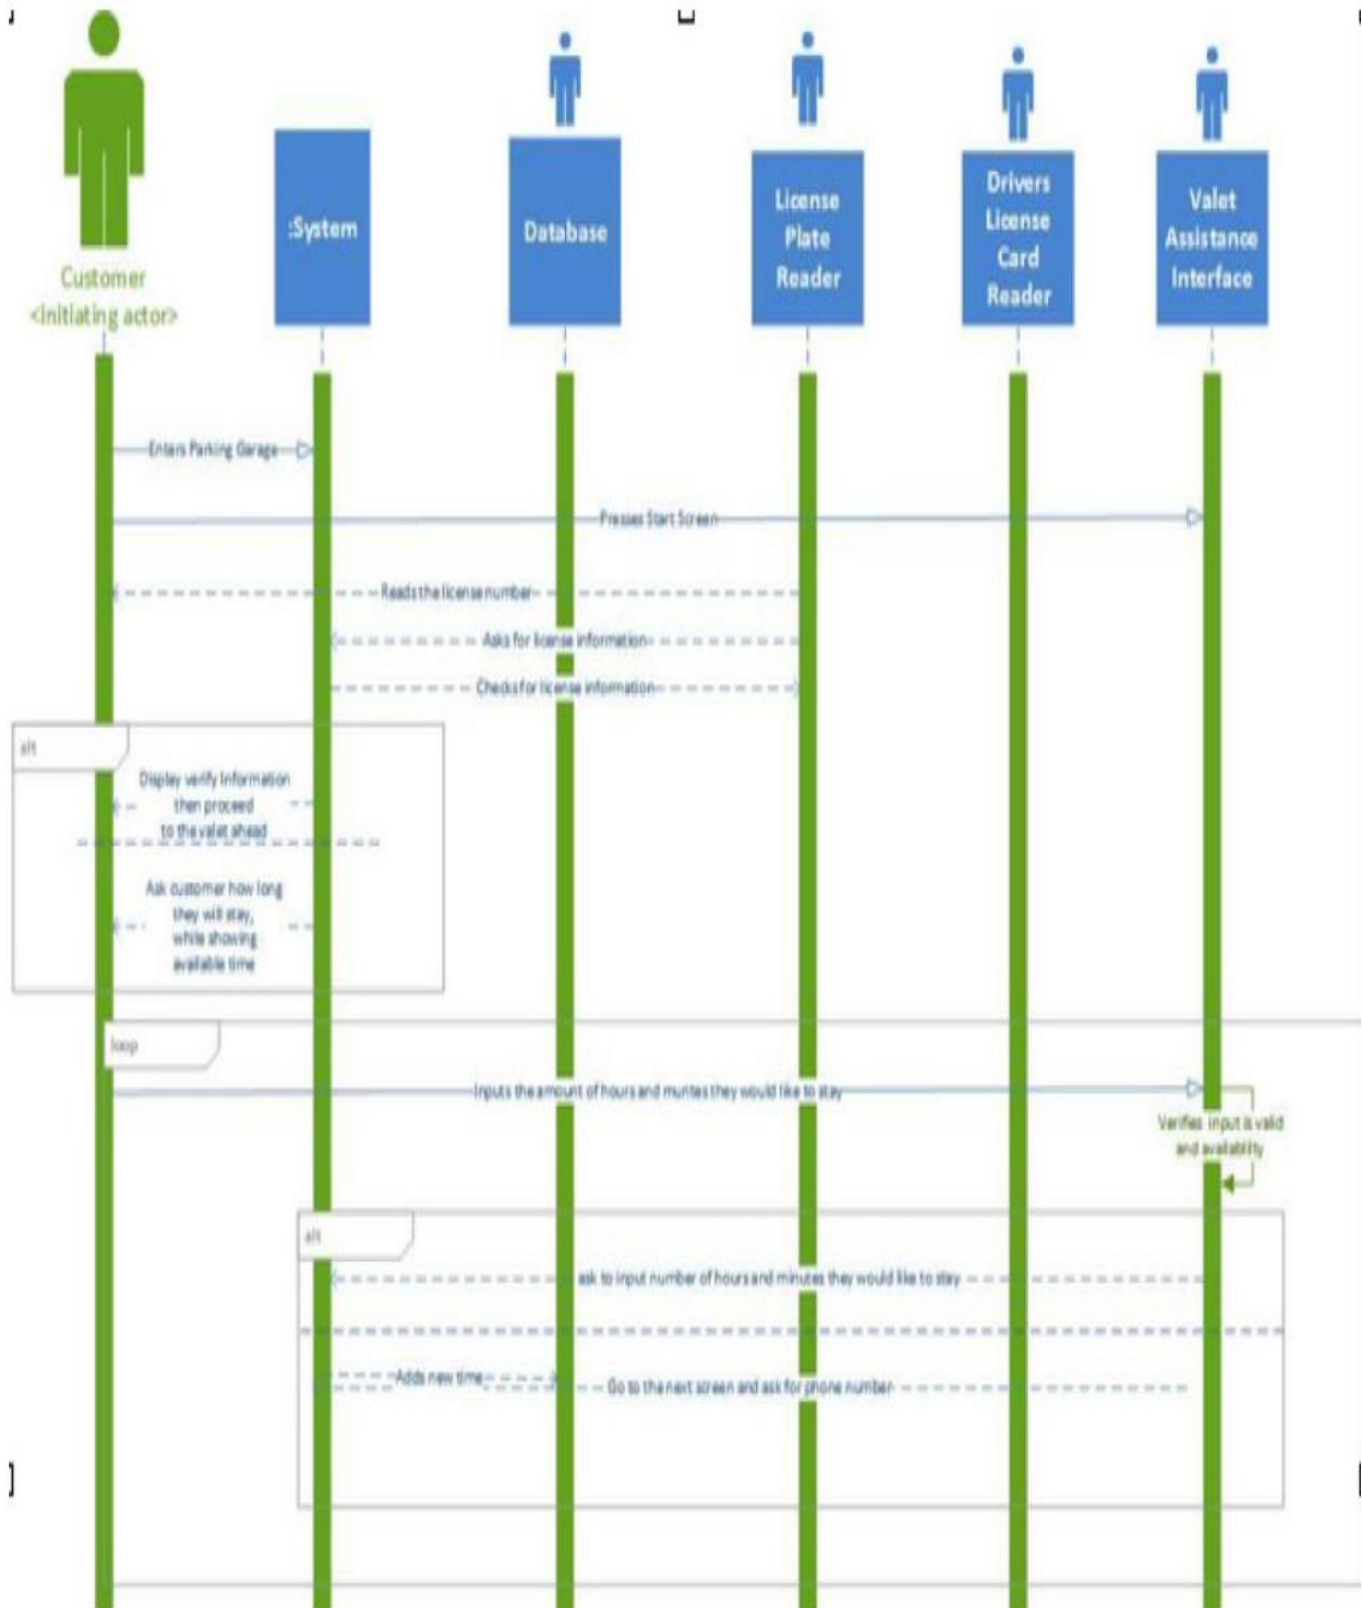 Customer
<initiating actor>
:System
Database
License
Plate
Reader
Drivers
License
Card
Reader
Valet
Assistance
Interface
Enters Parking Garage
Presses Start Screen
Reads the license number
Asks for license information
Checks for license information
alt
Display verify Information
then proceed
to the valet ahead
Ask customer how long
they will stay,
while showing
available time
loop
Inputs the amount of hours and muntes they would like to stay
Verifies input is valid
and availability
alt
ask to input number of hours and minutes they would like to stay
Adds new time
Go to the next screen and ask for phone number